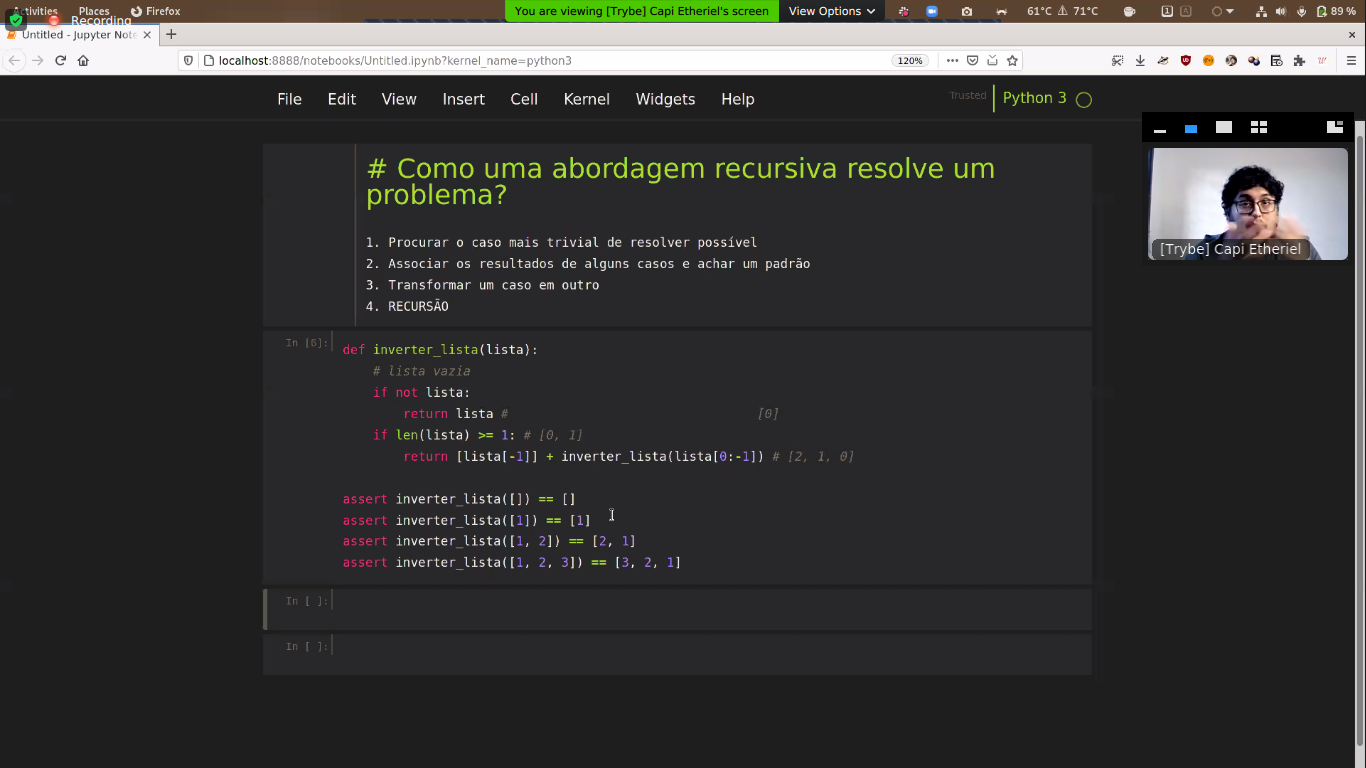 Activities Places Firefox
Recording
You are viewing [Trybe] Capi Etheriel's screen
View Options
61°C ⚠ 71°C
1 A
89 %
Untitled - Jupyter Note
localhost:8888/notebooks/Untitled.ipynb?kernel_name=python3
120%
File Edit View Insert Cell Kernel Widgets Help
Trusted
Python 3
[Trybe] Capi Etheriel
# Como uma abordagem recursiva resolve um
problema?
1. Procurar o caso mais trivial de resolver possível
2. Associar os resultados de alguns casos e achar um padrão
3. Transformar um caso em outro
4. RECURSÃO
In [6]:
def inverter_lista(lista):
    # lista vazia
    if not lista:
        return lista #                                 [0]
    if len(lista) >= 1: # [0, 1]
        return [lista[-1]] + inverter_lista(lista[0:-1]) # [2, 1, 0]
assert inverter_lista([]) == []
assert inverter_lista([1]) == [1]
assert inverter_lista([1, 2]) == [2, 1]
assert inverter_lista([1, 2, 3]) == [3, 2, 1]
In [ ]:
In [ ]: